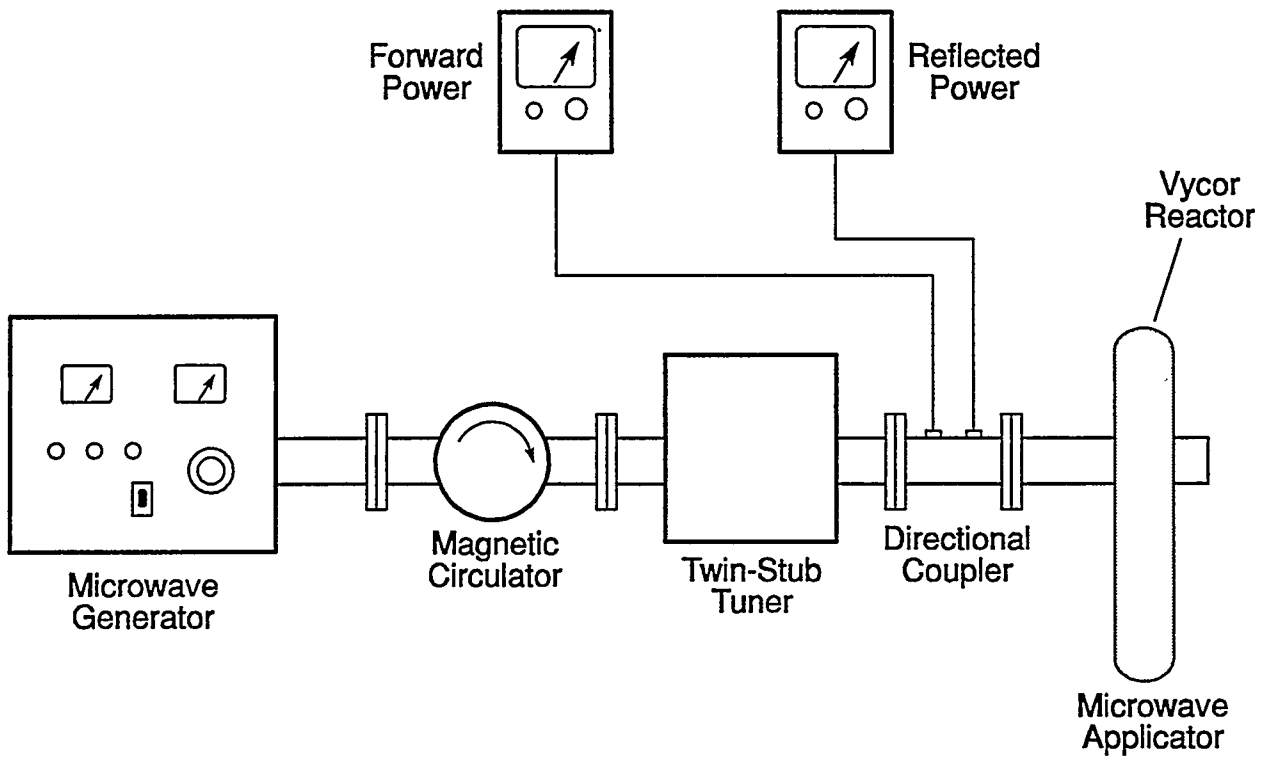 Forward
Power
Reflected
Power
Vycor
Reactor
Microwave
Generator
Magnetic
Circulator
Twin-Stub
Tuner
Directional
Coupler
Microwave
Applicator